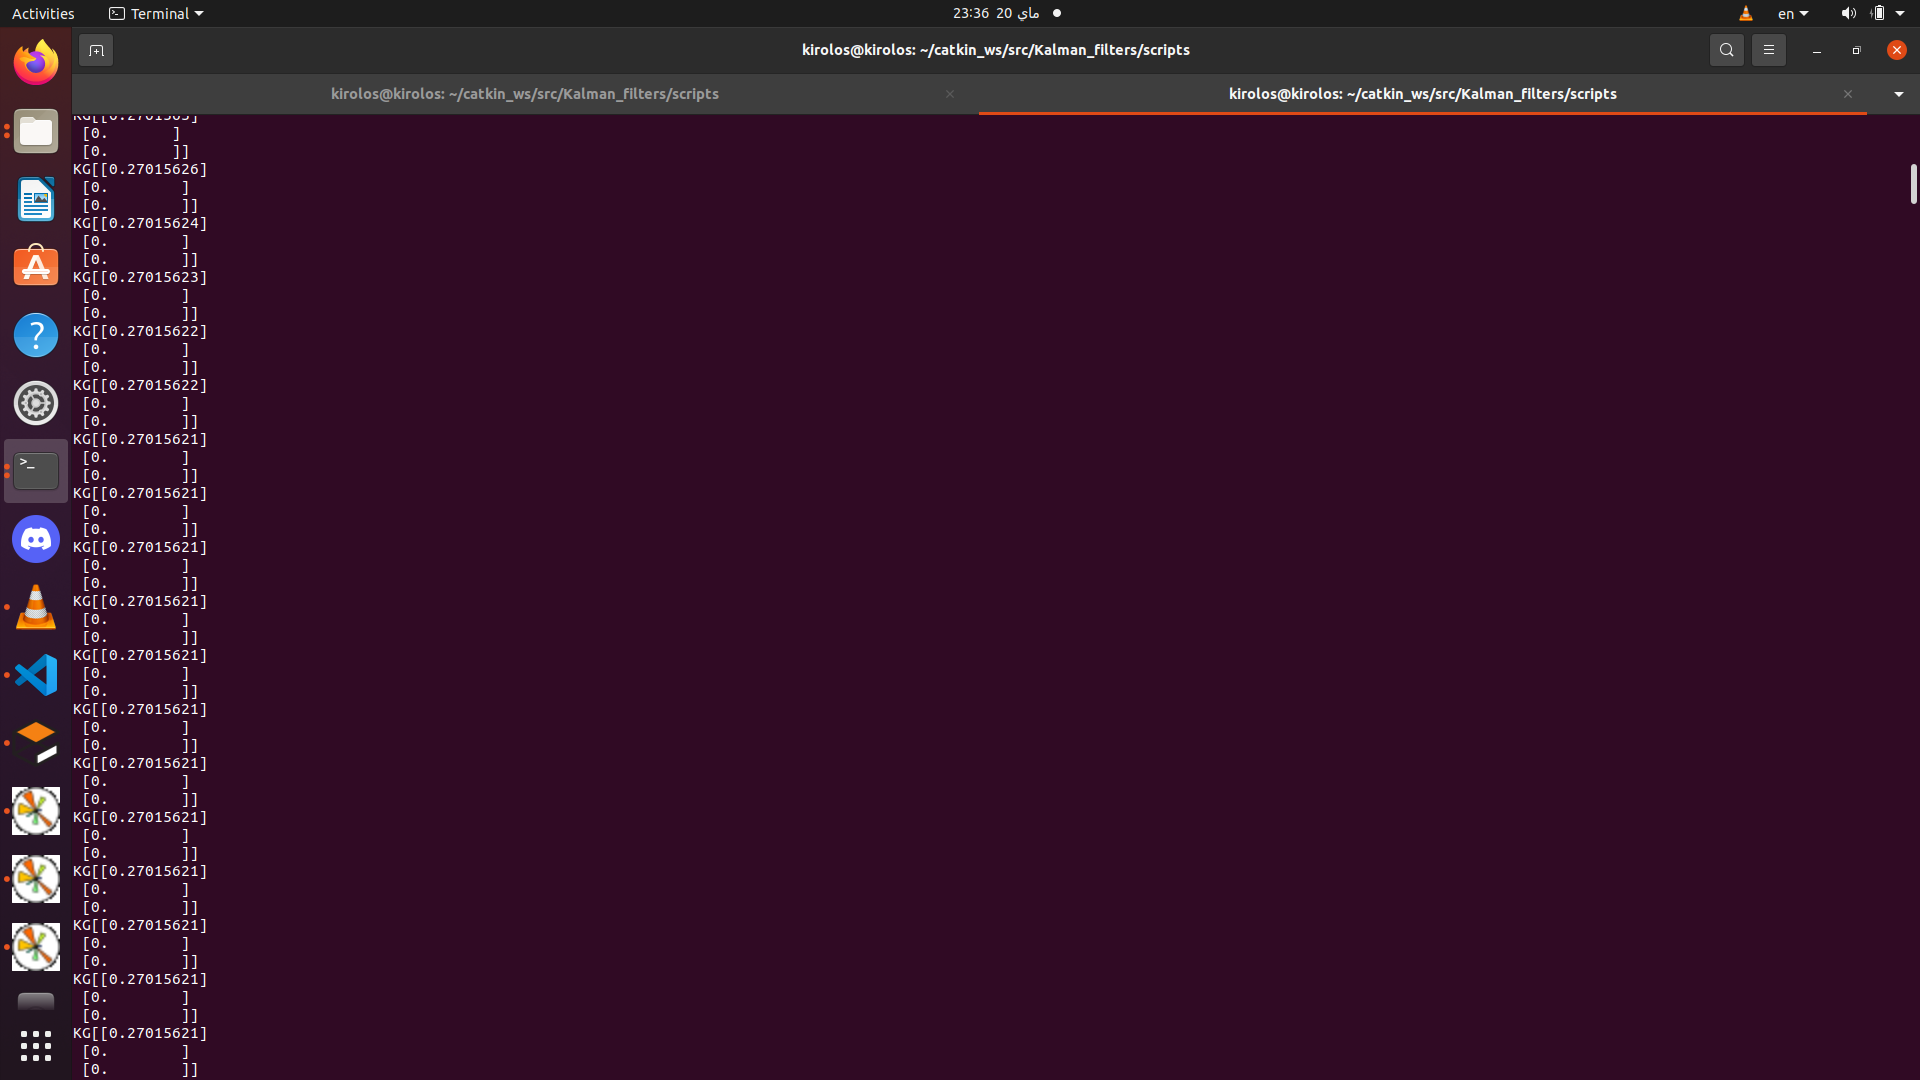 Activities
Terminal
23:36 20 ماي
en
kirolos@kirolos: ~/catkin_ws/src/Kalman_filters/scripts
kirolos@kirolos: ~/catkin_ws/src/Kalman_filters/scripts
kirolos@kirolos: ~/catkin_ws/src/Kalman_filters/scripts
KG[[0.2701563]
[0.       ]
[0.       ]]
KG[[0.27015626]
[0.        ]
[0.        ]]
KG[[0.27015624]
[0.        ]
[0.        ]]
KG[[0.27015623]
[0.        ]
[0.        ]]
KG[[0.27015622]
[0.        ]
[0.        ]]
KG[[0.27015622]
[0.        ]
[0.        ]]
KG[[0.27015621]
[0.        ]
[0.        ]]
KG[[0.27015621]
[0.        ]
[0.        ]]
KG[[0.27015621]
[0.        ]
[0.        ]]
KG[[0.27015621]
[0.        ]
[0.        ]]
KG[[0.27015621]
[0.        ]
[0.        ]]
KG[[0.27015621]
[0.        ]
[0.        ]]
KG[[0.27015621]
[0.        ]
[0.        ]]
KG[[0.27015621]
[0.        ]
[0.        ]]
KG[[0.27015621]
[0.        ]
[0.        ]]
KG[[0.27015621]
[0.        ]
[0.        ]]
KG[[0.27015621]
[0.        ]
[0.        ]]
KG[[0.27015621]
[0.        ]
[0.        ]]